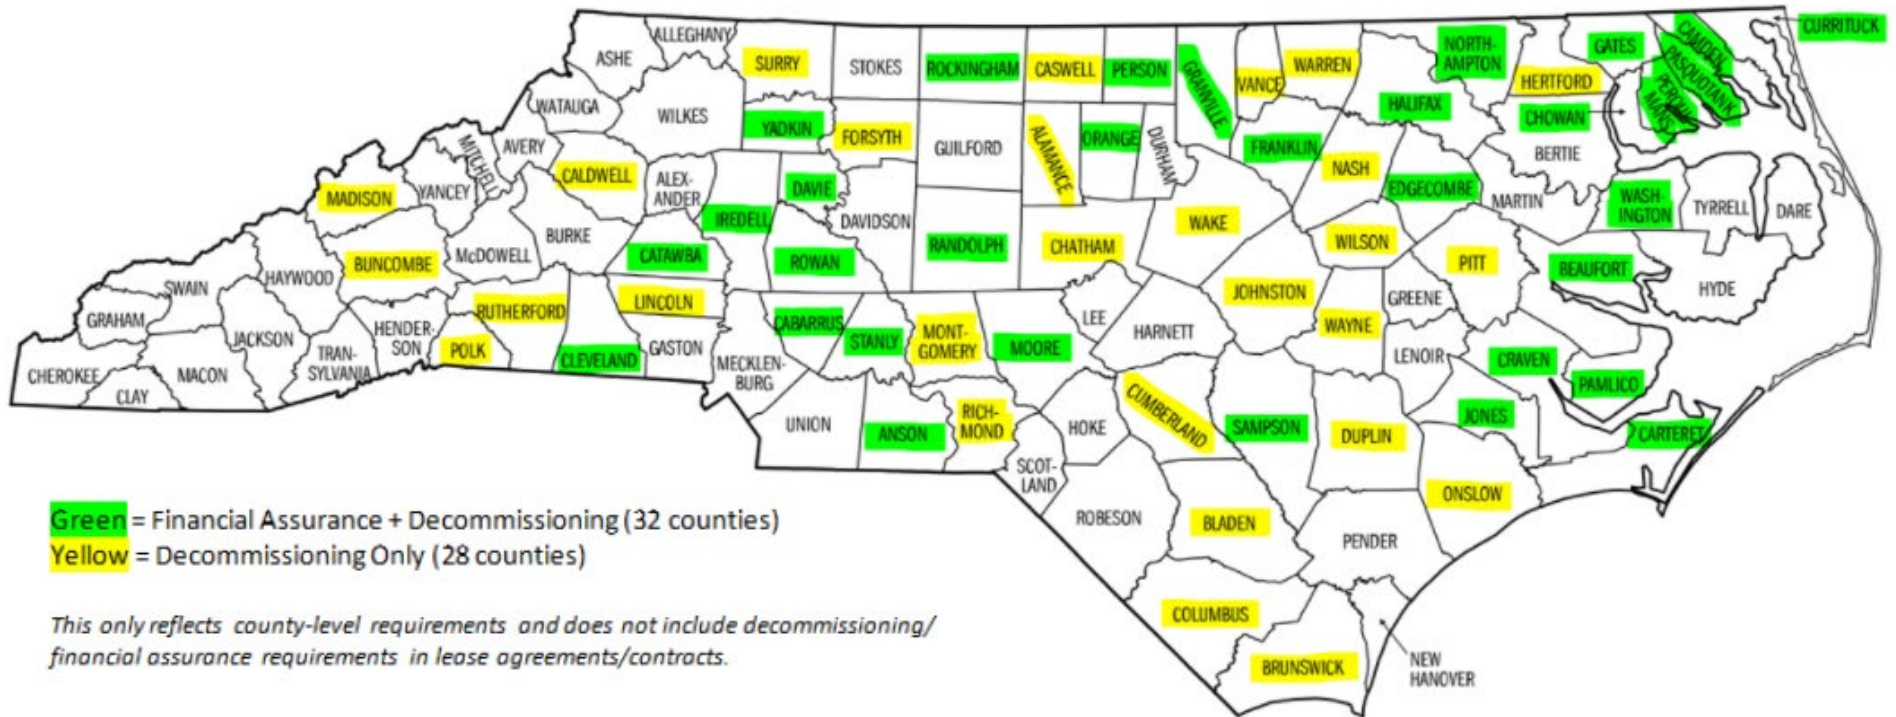 ALLEGHANY
ASHE
SURRY
STOKES
ROCKINGHAM
CASWELL
PERSON
GRANVILLE
VANCE
WARREN
NORTH-
AMPTON
GATES
CAMDEN
CURRITUCK
PASQUOTANK
PERQUI-
MANS
HERTFORD
HALIFAX
CHOWAN
WATAUGA
WILKES
YADKIN
FORSYTH
GUILFORD
ALAMANCE
ORANGE
DURHAM
FRANKLIN
NASH
EDGECOMBE
BERTIE
MARTIN
WASH-
INGTON
TYRRELL
DARE
MITCHELL
AVERY
CALDWELL
ALEX-
ANDER
IREDELL
DAVIE
DAVIDSON
MADISON
YANCEY
BURKE
McDOWELL
CATAWBA
ROWAN
RANDOLPH
CHATHAM
WAKE
WILSON
PITT
BEAUFORT
HYDE
BUNCOMBE
HAYWOOD
SWAIN
GRAHAM
JACKSON
HENDER-
SON
TRAN-
SYLVANIA
RUTHERFORD
POLK
CLEVELAND
LINCOLN
GASTON
MECKLEN-
BURG
CABARRUS
STANLY
MONT-
GOMERY
MOORE
LEE
HARNETT
JOHNSTON
WAYNE
GREENE
LENOIR
CRAVEN
PAMLICO
CHEROKEE
CLAY
MACON
UNION
ANSON
RICH-
MOND
HOKE
SCOT-
LAND
CUMBERLAND
SAMPSON
DUPLIN
JONES
CARTERET
ONSLOW
ROBESON
BLADEN
PENDER
COLUMBUS
BRUNSWICK
NEW
HANOVER
Green = Financial Assurance + Decommissioning (32 counties)
Yellow = Decommissioning Only (28 counties)
This only reflects county-level requirements and does not include decommissioning/
financial assurance requirements in lease agreements/contracts.